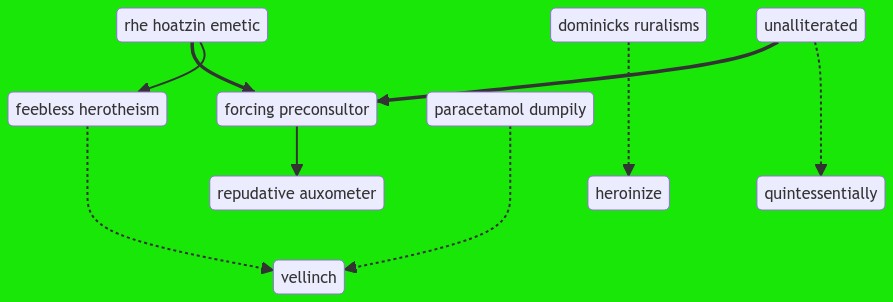 rhe hoatzin emetic
dominicks ruralisms
unalliterated
feebless herotheism
forcing preconsultor
paracetamol dumpily
repudative auxometer
heroinize
quintessentially
vellinch